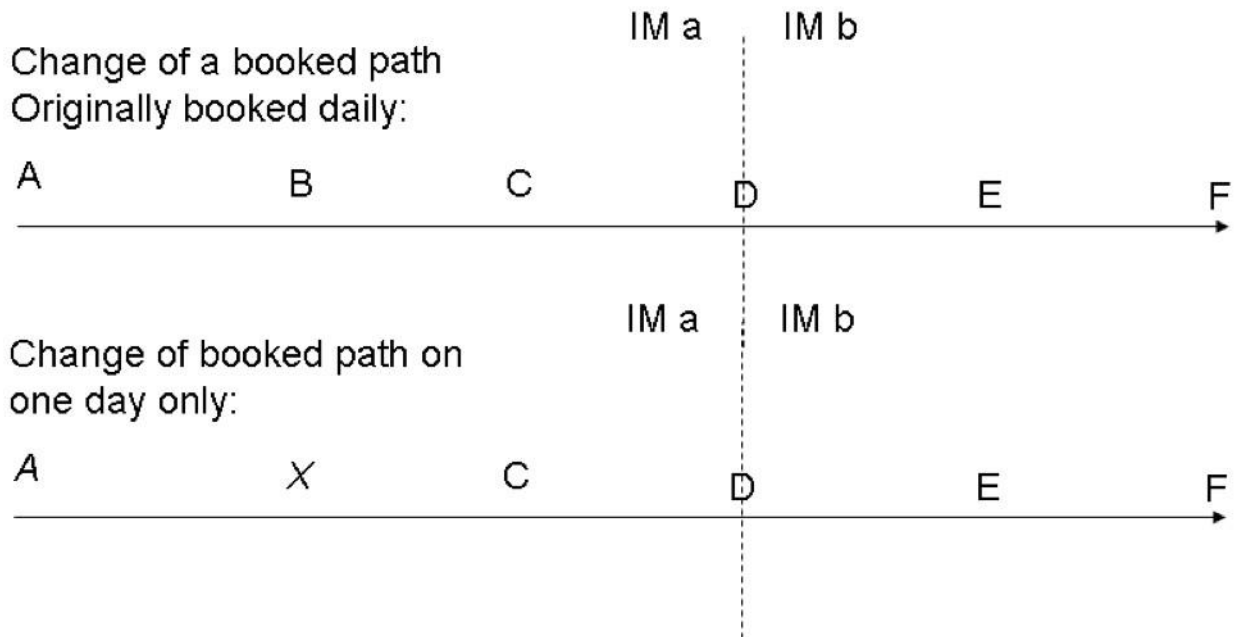 IM a IM b
Change of a booked path
Originally booked daily:
A B C D E F
IM a IM b
Change of booked path on
one day only:
A X C D E F